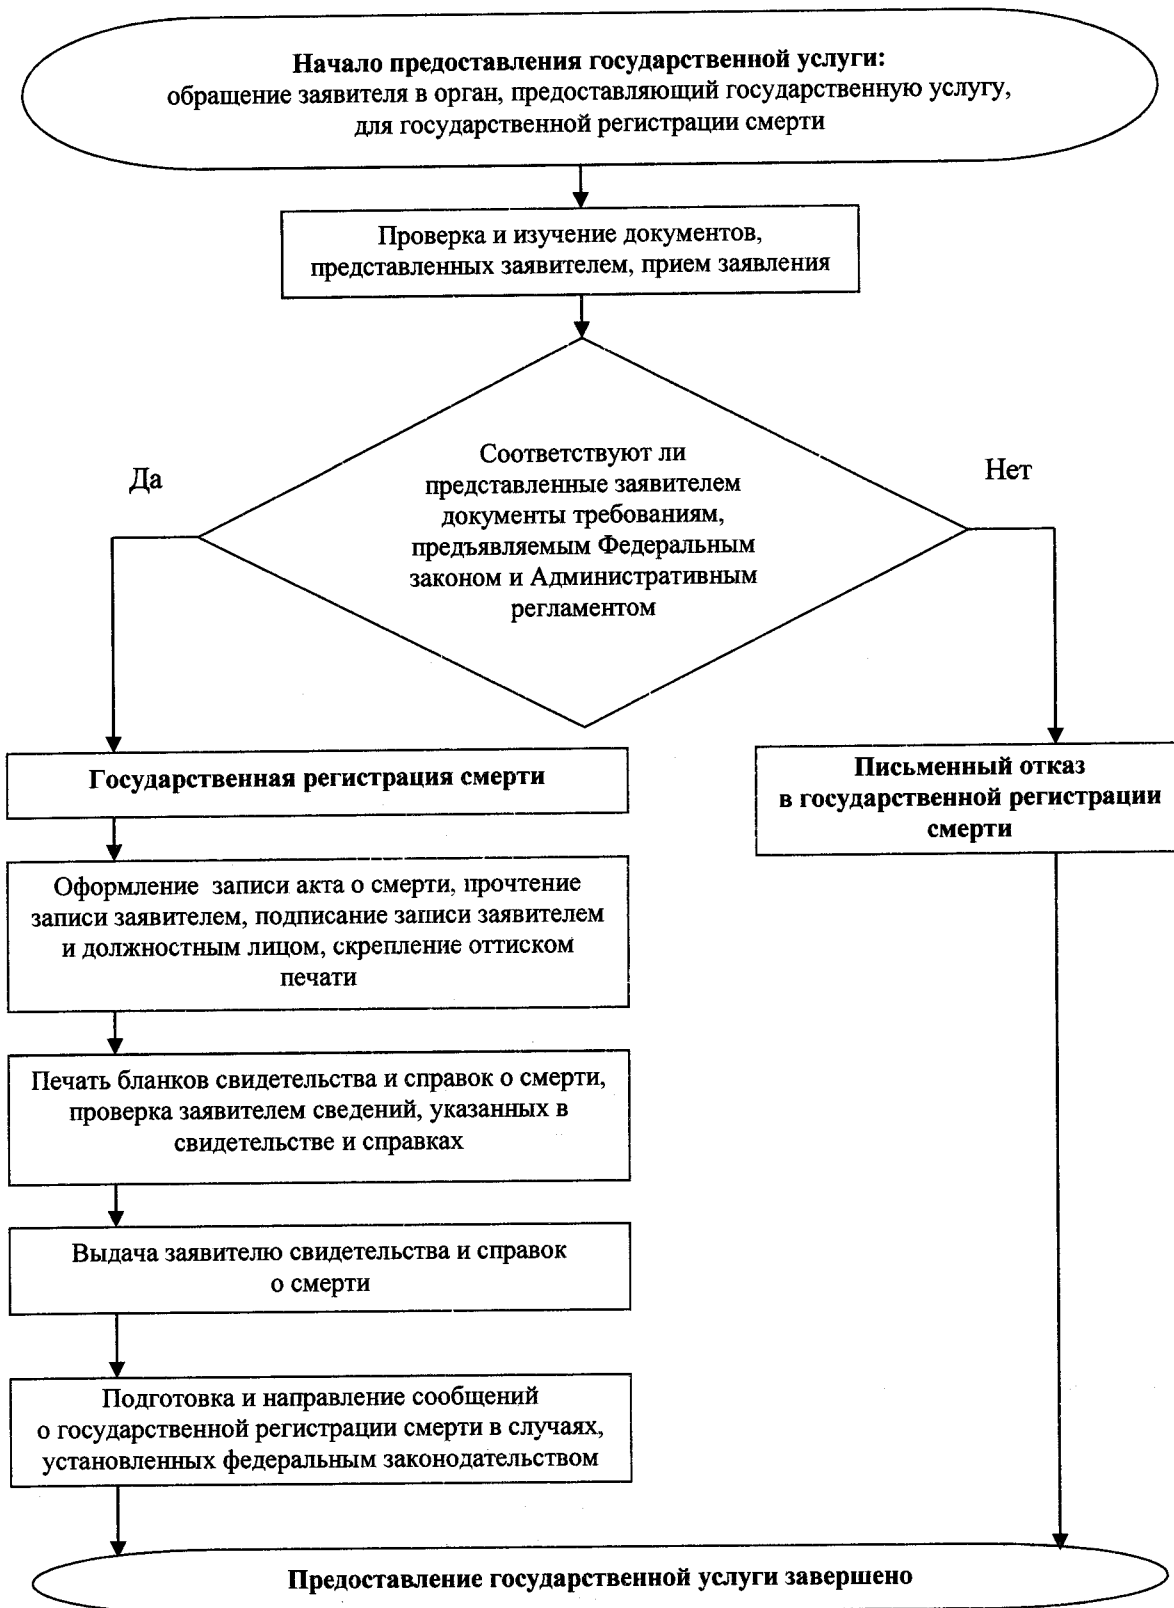 Начало предоставления государственной услуги:
обращение заявителя в орган, предоставляющий государственную услугу,
для государственной регистрации смерти
Проверка и изучение документов,
представленных заявителем, прием заявления
Соответствуют ли
представленные заявителем
документы требованиям,
предъявляемым Федеральным
законом и Административным
регламентом
Да
Нет
Государственная регистрация смерти
Письменный отказ
в государственной регистрации
смерти
Оформление записи акта о смерти, прочтение
записи заявителем, подписание записи заявителем
и должностным лицом, скрепление оттиском
печати
Печать бланков свидетельства и справок о смерти,
проверка заявителем сведений, указанных в
свидетельстве и справках
Выдача заявителю свидетельства и справок
о смерти
Подготовка и направление сообщений
о государственной регистрации смерти в случаях,
установленных федеральным законодательством
Предоставление государственной услуги завершено